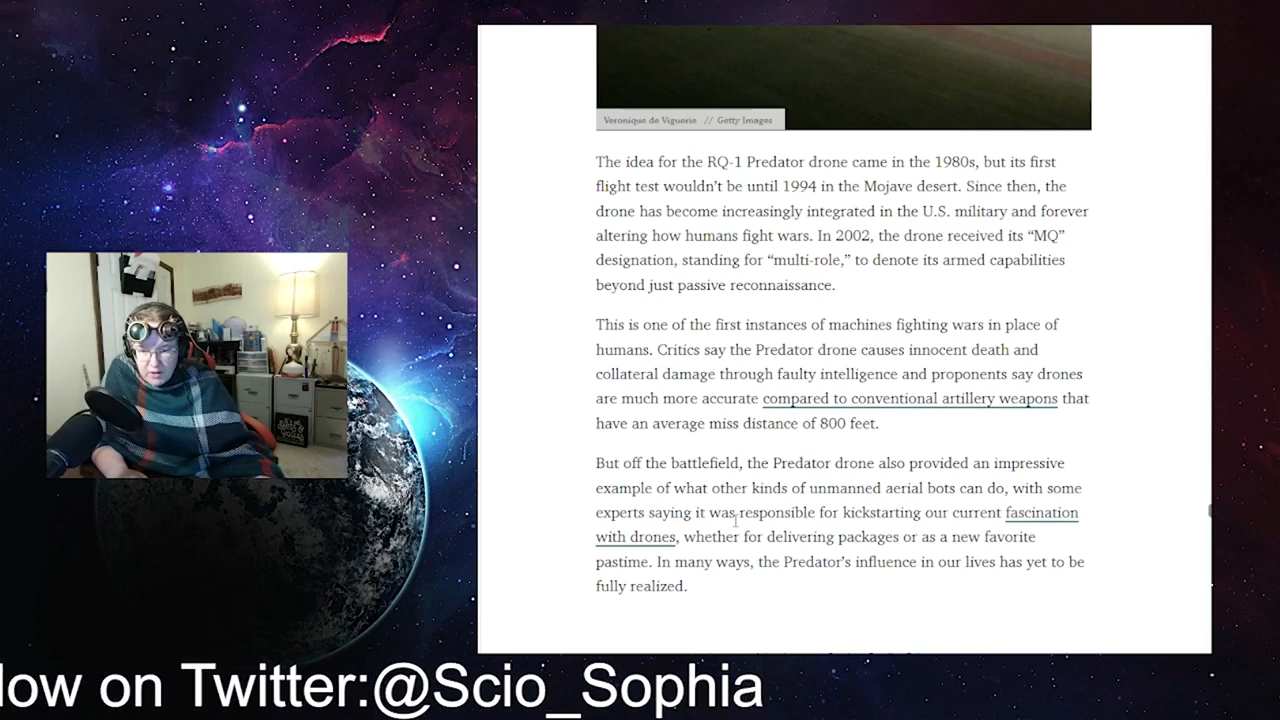 Veronique de Viguerie // Getty Images
The idea for the RQ-1 Predator drone came in the 1980s, but its first
flight test wouldn't be until 1994 in the Mojave desert. Since then, the
drone has become increasingly integrated in the U.S. military and forever
altering how humans fight wars. In 2002, the drone received its “MQ”
designation, standing for “multi-role,” to denote its armed capabilities
beyond just passive reconnaissance.
This is one of the first instances of machines fighting wars in place of
humans. Critics say the Predator drone causes innocent death and
collateral damage through faulty intelligence and proponents say drones
are much more accurate compared to conventional artillery weapons that
have an average miss distance of 800 feet.
But off the battlefield, the Predator drone also provided an impressive
example of what other kinds of unmanned aerial bots can do, with some
experts saying it was responsible for kickstarting our current fascination
with drones, whether for delivering packages or as a new favorite
pastime. In many ways, the Predator's influence in our lives has yet to be
fully realized.
low on Twitter:@Scio_Sophia